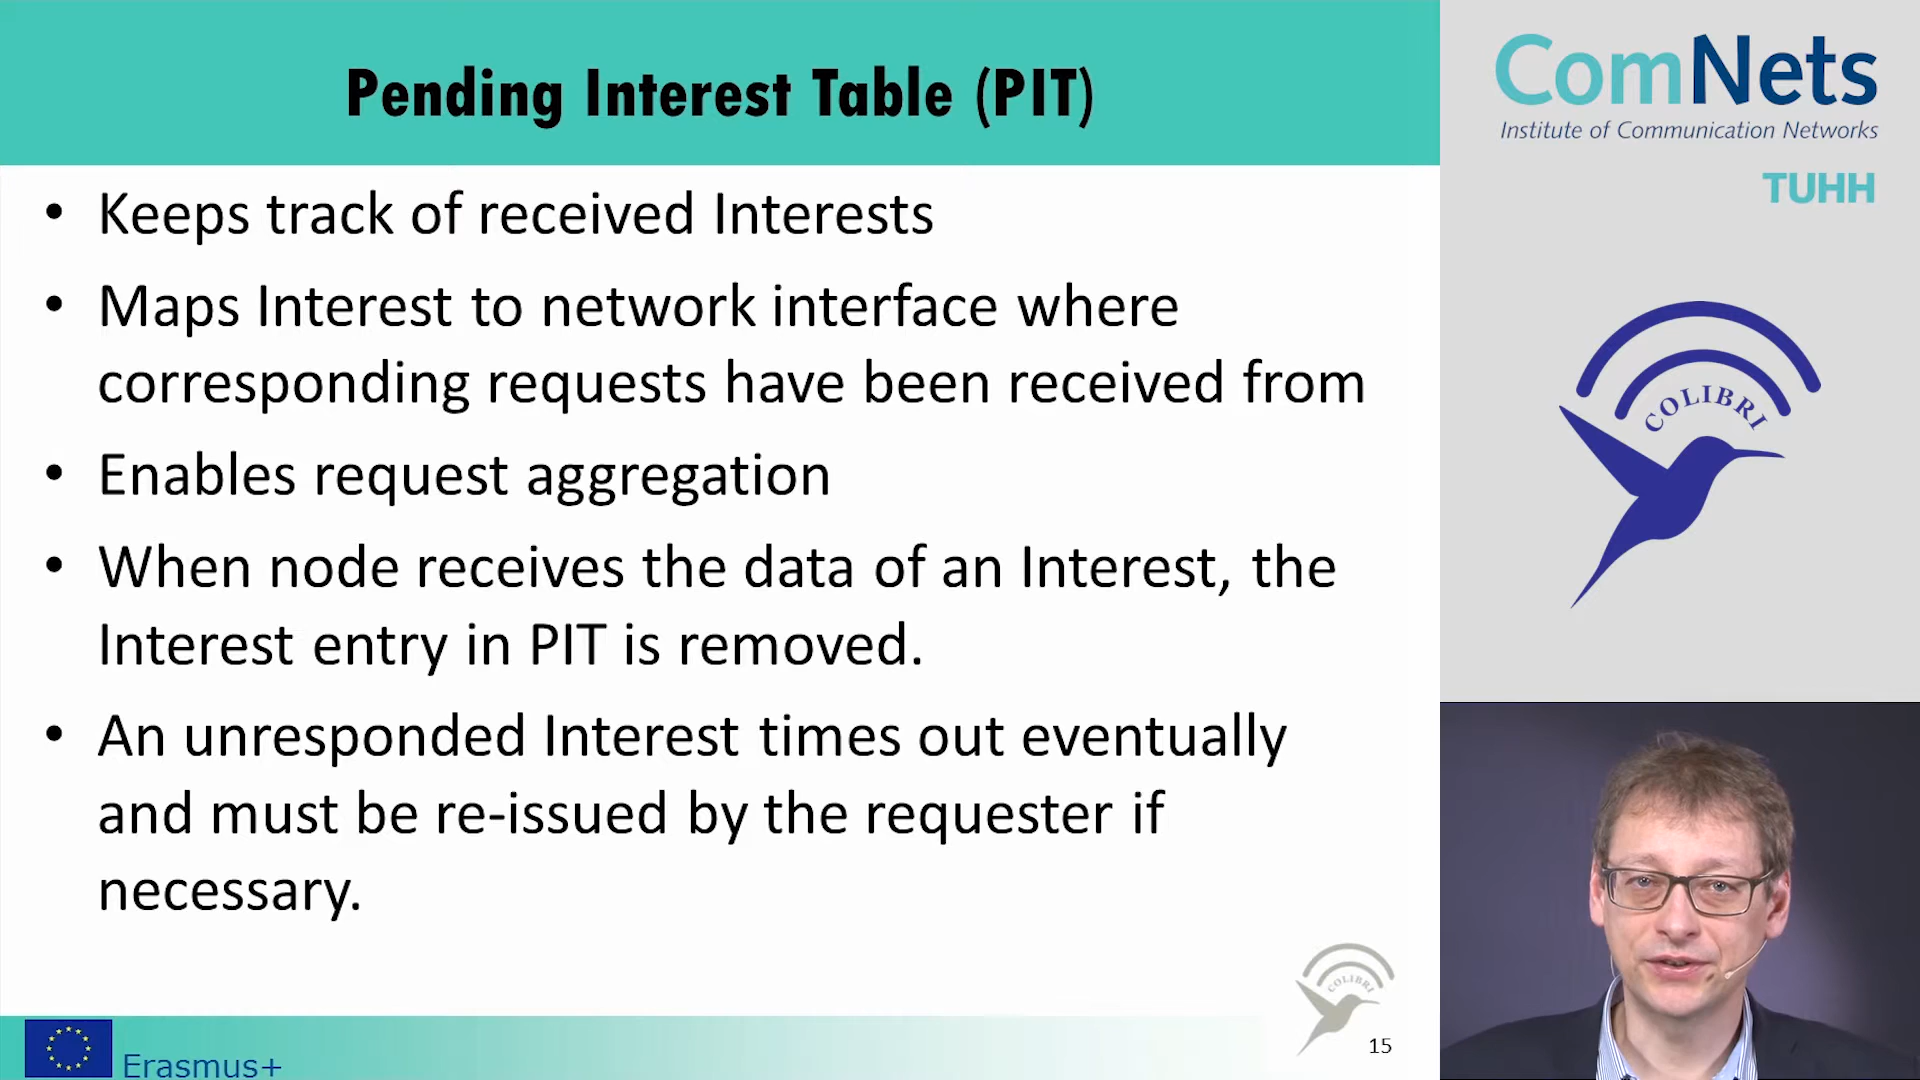 Pending Interest Table (PIT)
• Keeps track of received Interests
• Maps Interest to network interface where
corresponding requests have been received from
• Enables request aggregation
• When node receives the data of an Interest, the
Interest entry in PIT is removed.
• An unresponded Interest times out eventually
and must be re-issued by the requester if
necessary.
COLIBRI
15
Erasmus+
ComNets
Institute of Communication Networks
TUHH
COLIBRI